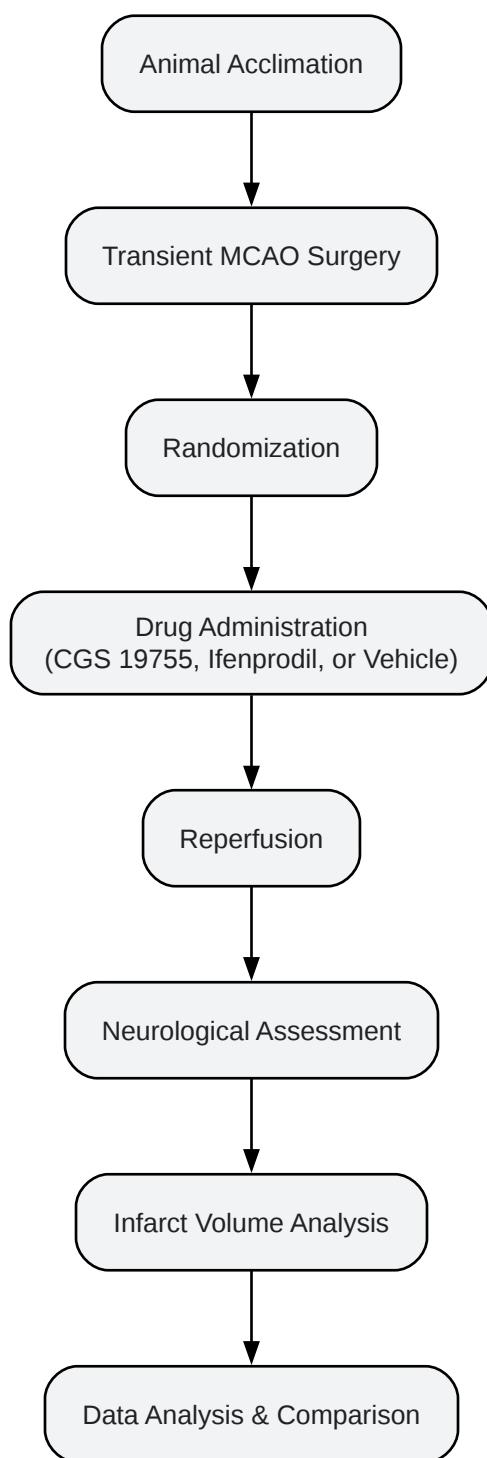 Animal Acclimation
Transient MCAO Surgery
Randomization
Drug Administration
(CGS 19755, Ifenprodil, or Vehicle)
Reperfusion
Neurological Assessment
Infarct Volume Analysis
Data Analysis & Comparison